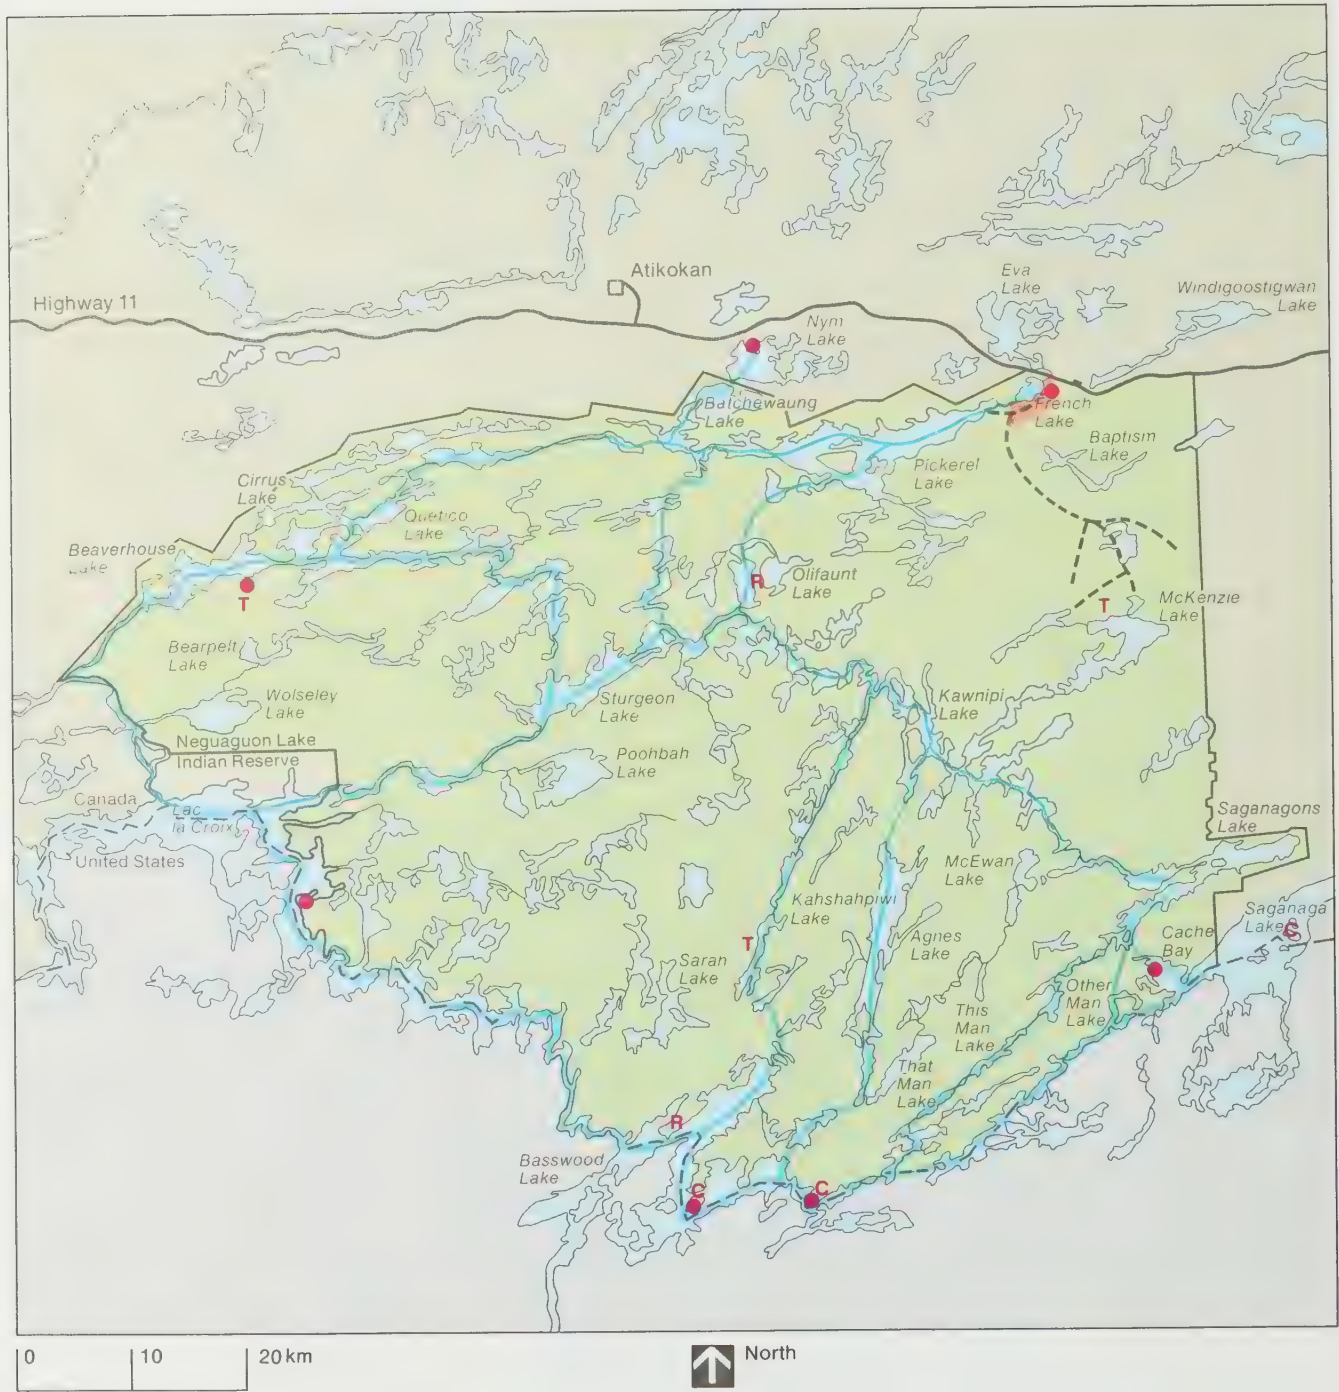 Atikokan
Eva
Lake
Windigoostigwan
Lake
Highway 11
Nym
Lake
Batchewaung
Lake
French
Lake
Baptism
Lake
Pickerel
Lake
Cirrus
Lake
Quetico
Lake
Beaverhouse
Lake
T
R
Olifaunt
Lake
T
McKenzie
Lake
Bearpelt
Lake
Wolseley
Lake
Sturgeon
Lake
Kawnipi
Lake
Neguaguon Lake
Indian Reserve
Poohbah
Lake
Canada
Lac
la Croix
United States
Saganagons
Lake
McEwan
Lake
Kahshahpiwi
Lake
Agnes
Lake
Saganaga
Lake
C
Cache
Bay
T
Saran
Lake
Other
Man
Lake
This
Man
Lake
That
Man
Lake
R
Basswood
Lake
C
C
0
10
20 km
North